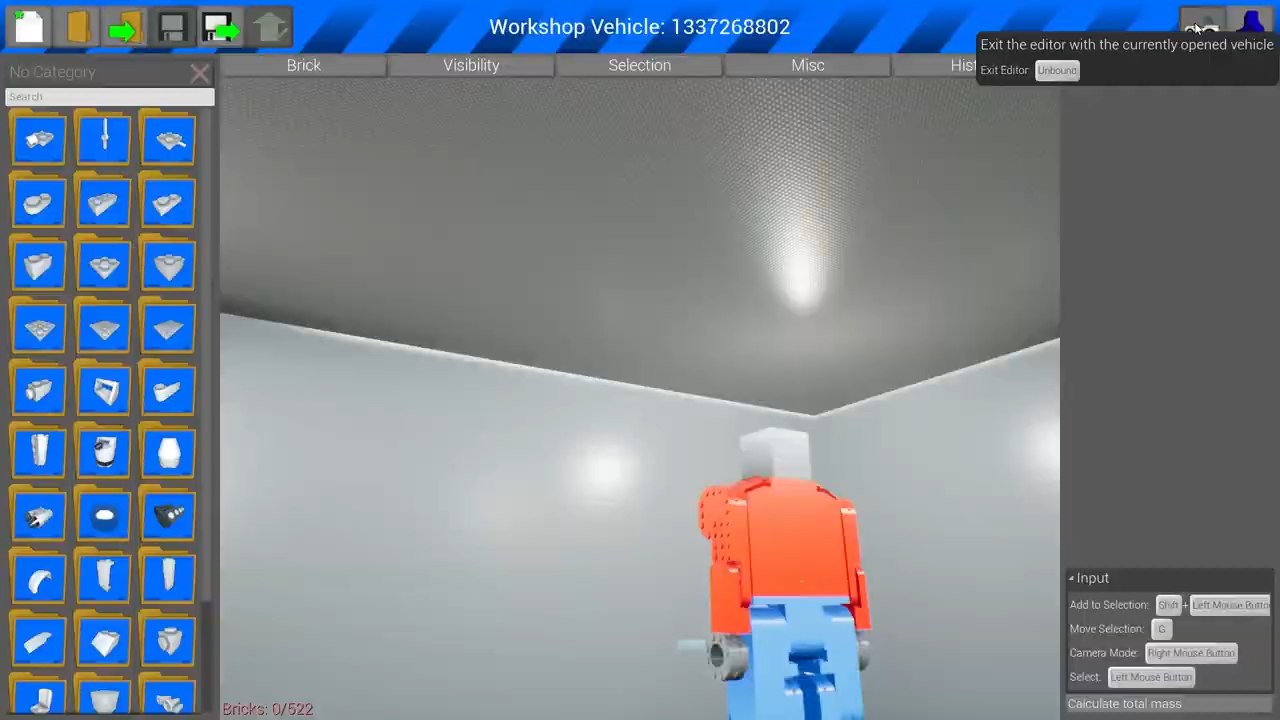 Workshop Vehicle: 1337268802
Exit the editor with the currently opened vehicle
Exit Editor Unbound
No Category
Search
Brick
Visibility
Selection
Misc
Hist
Bricks: 0/522
Input
Add to Selection: Shift + Left Mouse Butto
Move Selection: G
Camera Mode: Right Mouse Button
Select: Left Mouse Button
Calculate total mass